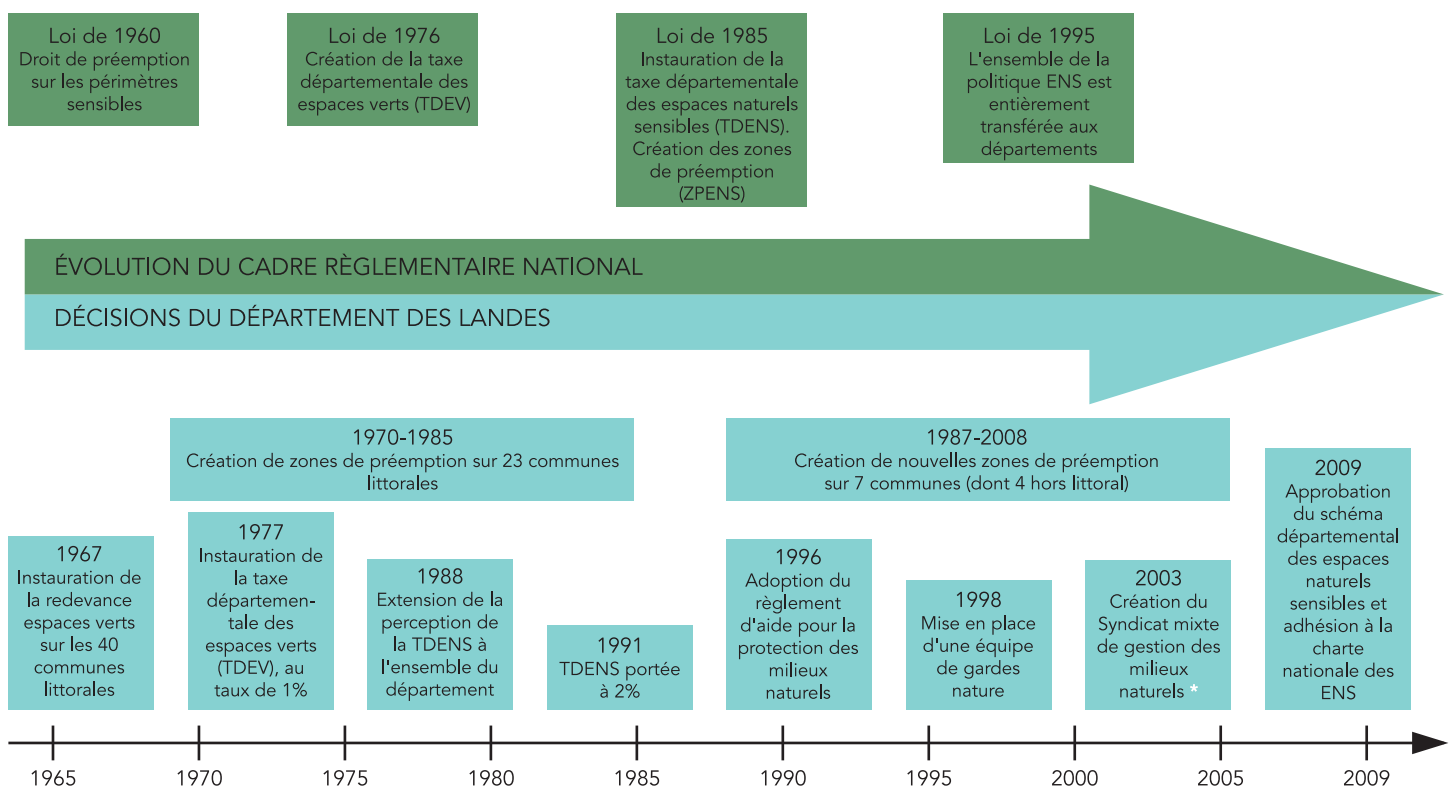 Loi de 1960
Droit de préemption
sur les périmètres
sensibles
Loi de 1976
Création de la taxe
départementale des
espaces verts (TDEV)
Loi de 1985
Instauration de la
taxe départementale
des espaces naturels
sensibles (TDENS).
Création des zones
de préemption
(ZPENS)
Loi de 1995
L'ensemble de la
politique ENS est
entièrement
transférée aux
départements
ÉVOLUTION DU CADRE RÈGLEMENTAIRE NATIONAL
DÉCISIONS DU DÉPARTEMENT DES LANDES
1970-1985
Création de zones de préemption sur 23 communes
littorales
1987-2008
Création de nouvelles zones de préemption
sur 7 communes (dont 4 hors littoral)
1967
Instauration de
la redevance
espaces verts
sur les 40
communes
littorales
1977
Instauration de
la taxe
départemen-
tale des
espaces verts
(TDEV), au
taux de 1%
1988
Extension de la
perception de
la TDENS à
l'ensemble du
département
1991
TDENS portée
à 2%
1996
Adoption du
règlement
d'aide pour la
protection des
milieux
naturels
1998
Mise en place
d'une équipe
de gardes
nature
2003
Création du
Syndicat mixte
de gestion des
milieux
naturels *
2009
Approbation
du schéma
départemental
des espaces
naturels
sensibles et
adhésion à la
charte
nationale des
ENS
1965 1970 1975 1980 1985 1990 1995 2000 2005 2009